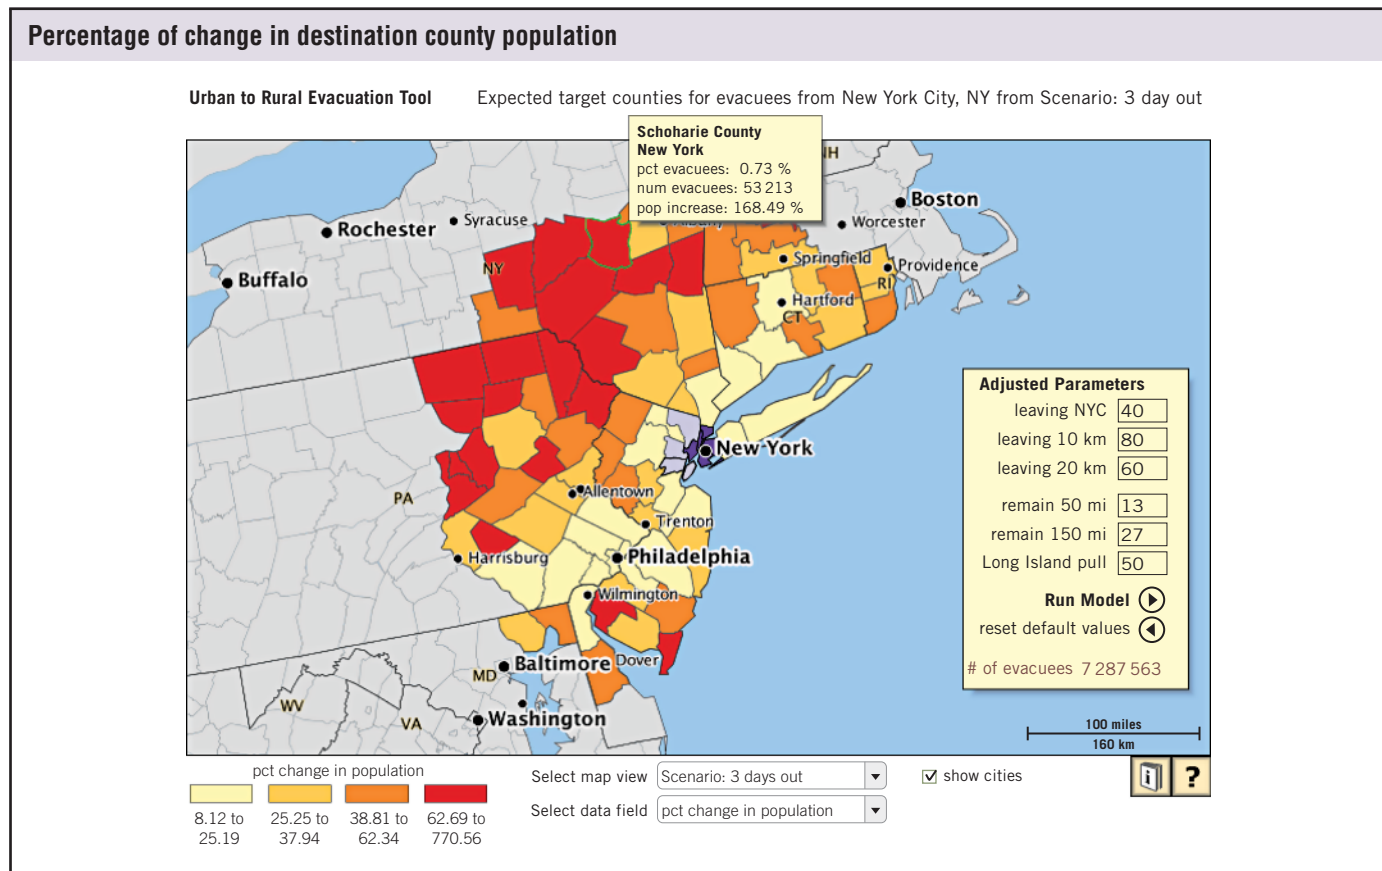 Percentage of change in destination county population
Urban to Rural Evacuation Tool
Expected target counties for evacuees from New York City, NY from Scenario: 3 day out
Schoharie County
New York
pct evacuees: 0.73 %
num evacuees: 53 213
pop increase: 168.49 %
NH
Boston
Syracuse
Worcester
Rochester
Springfield
Providence
NY
Buffalo
RI
Hartford
CT
Adjusted Parameters
leaving NYC 40
leaving 10 km 80
leaving 20 km 60
remain 50 mi 13
remain 150 mi 27
Long Island pull 50
Run Model
reset default values
# of evacuees 7 287 563
New York
PA
Allentown
Trenton
Harrisburg
Philadelphia
Wilmington
Baltimore
Dover
MD
WV
VA
Washington
100 miles
160 km
pct change in population
8.12 to
25.19
25.25 to
37.94
38.81 to
62.34
62.69 to
770.56
Select map view Scenario: 3 days out
Select data field pct change in population
show cities
i
?